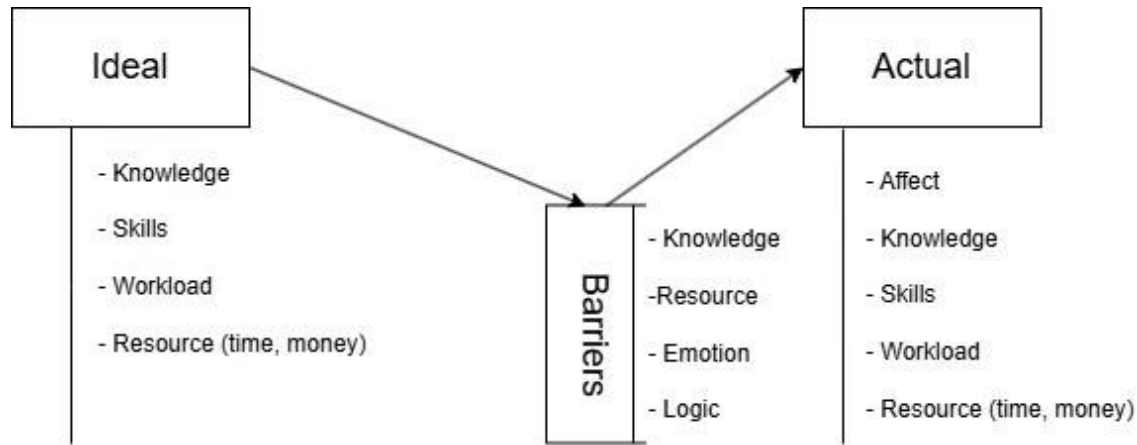 Ideal
- Knowledge
- Skills
- Workload
- Resource (time, money)
Barriers
- Knowledge
-Resource
- Emotion
- Logic
Actual
- Affect
- Knowledge
- Skills
- Workload
- Resource (time, money)